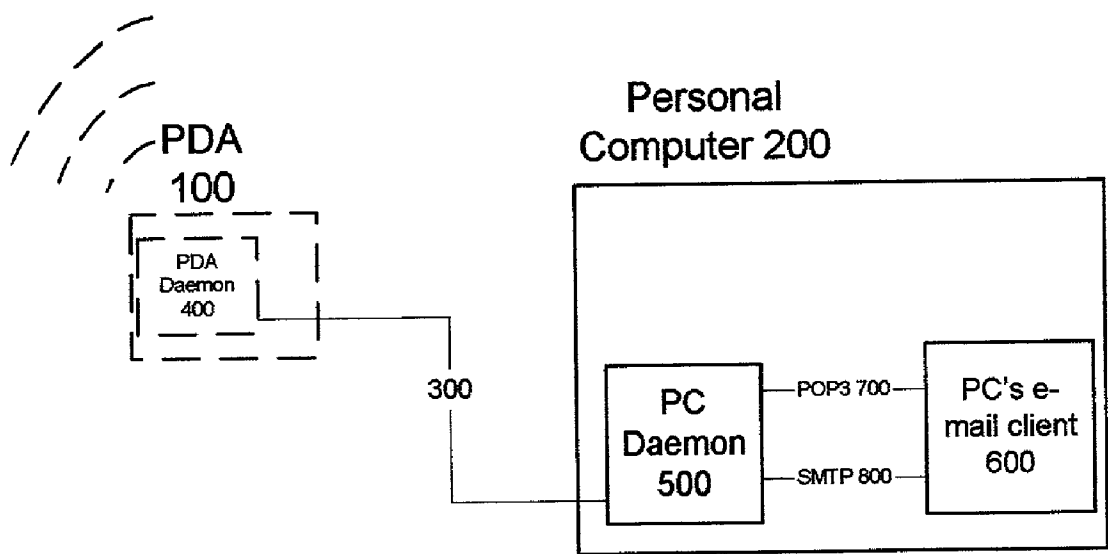 Personal
Computer 200
PDA
100
PDA
Daemon
400
300
PC
Daemon
500
POP3 700
SMTP 800
PC's e-
mail client
600